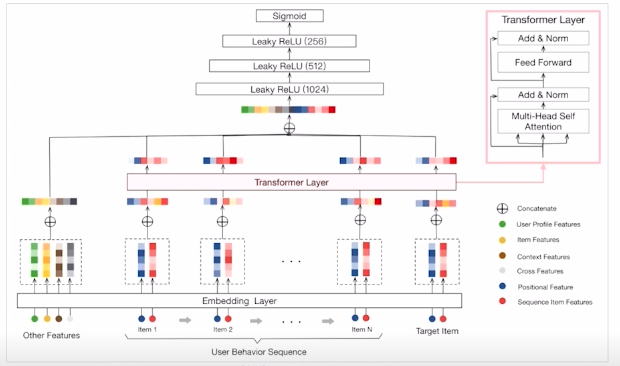 Sigmoid
Leaky ReLU (256)
Leaky ReLU (512)
Leaky ReLU (1024)
Transformer Layer
Add & Norm
Feed Forward
Add & Norm
Multi-Head Self
Attention
Transformer Layer
Concatenate
User Profile Features
Item Features
Context Features
Cross Features
Positional Feature
Sequence Item Features
Embedding Layer
Other Features
Item 1
Item 2
. . .
Item N
Target Item
. . .
User Behavior Sequence